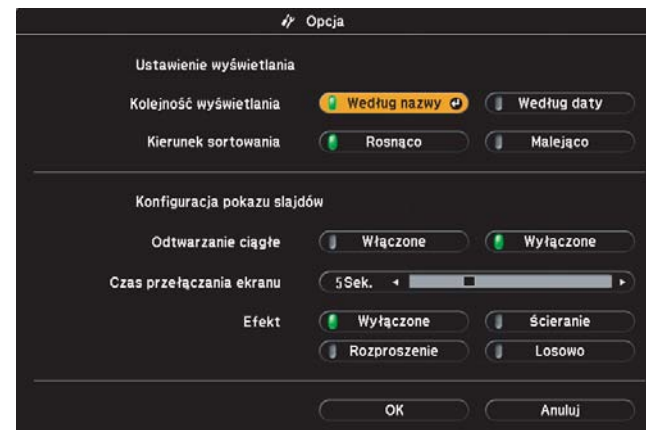 Opcja
Ustawienie wyświetlania
Kolejność wyświetlania Według nazwy Według daty
Kierunek sortowania Rosnąco Malejąco
Konfiguracja pokazu slajdów
Odtwarzanie ciągłe Włączone Wyłączone
Czas przełączania ekranu 5Sek.
Efekt Wyłączone Ścieranie
Rozproszenie Losowo
OK Anuluj